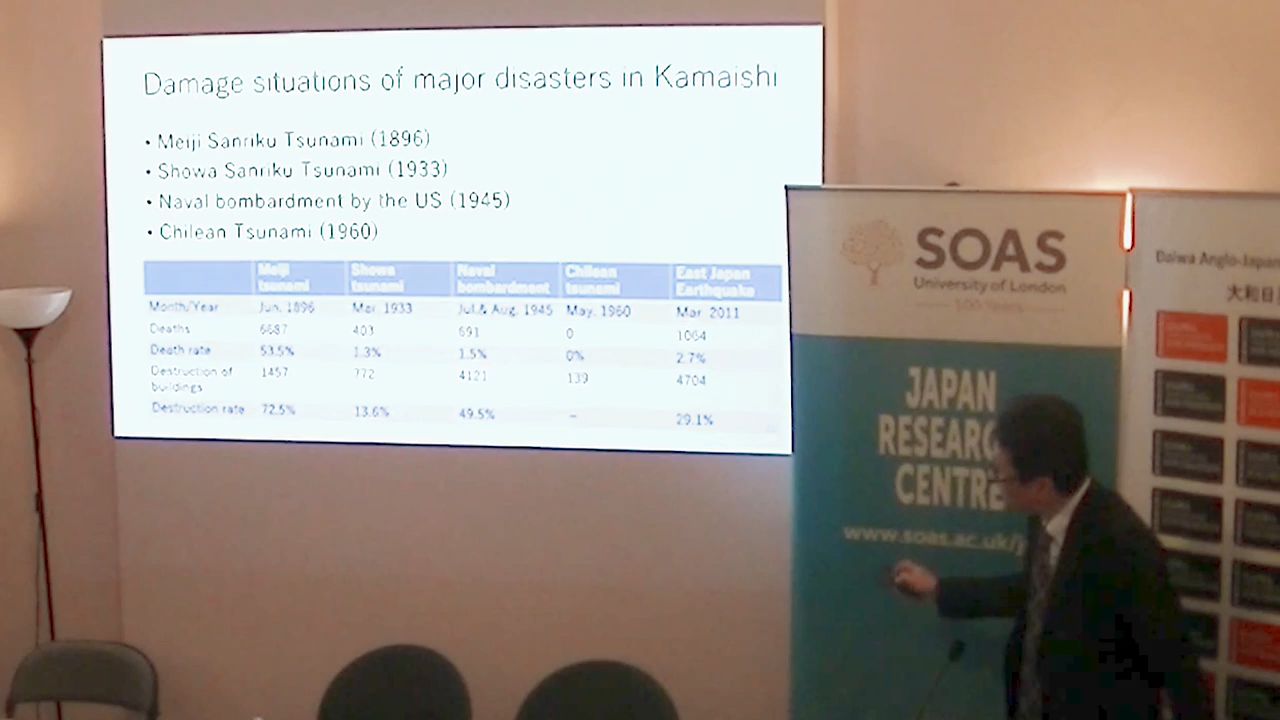 Damage situations of major disasters in Kamaishi
• Meiji Sanriku Tsunami (1896)
• Showa Sanriku Tsunami (1933)
• Naval bombardment by the US (1945)
• Chilean Tsunami (1960)
Meiji tsunami Showa tsunami Naval bombardment Chilean tsunami East Japan Earthquake
Month/Year Jun. 1896 Mar. 1933 Jul.& Aug. 1945 May. 1960 Mar. 2011
Deaths 6687 403 691 0 1064
Death rate 53.5% 1.3% 1.5% 0% 2.7%
Destruction of buildings 1457 772 4121 139 4704
Destruction rate 72.5% 13.6% 49.5% – 29.1%
SOAS
University of London
100 Years
JAPAN
RESEARC
CENTRE
www.soas.ac.uk/j
Daiwa Anglo-Japan
大和日